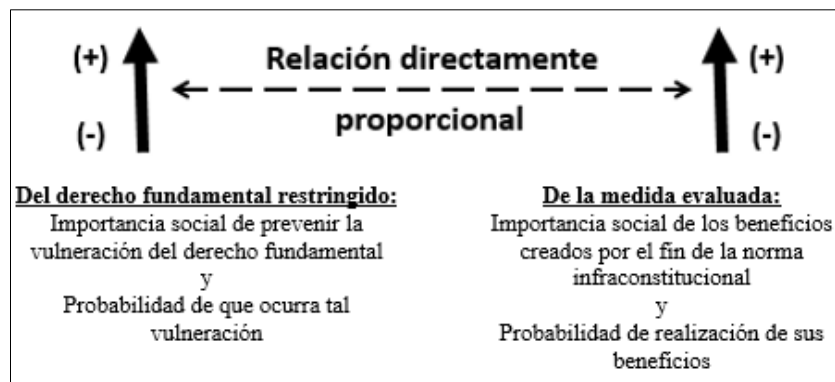 (+)
Relación directamente
(+)
(-)
proporcional
(-)
Del derecho fundamental restringido:
Importancia social de prevenir la
vulneración del derecho fundamental
y
Probabilidad de que ocurra tal
vulneración
De la medida evaluada:
Importancia social de los beneficios
creados por el fin de la norma
infraconstitucional
y
Probabilidad de realización de sus
beneficios